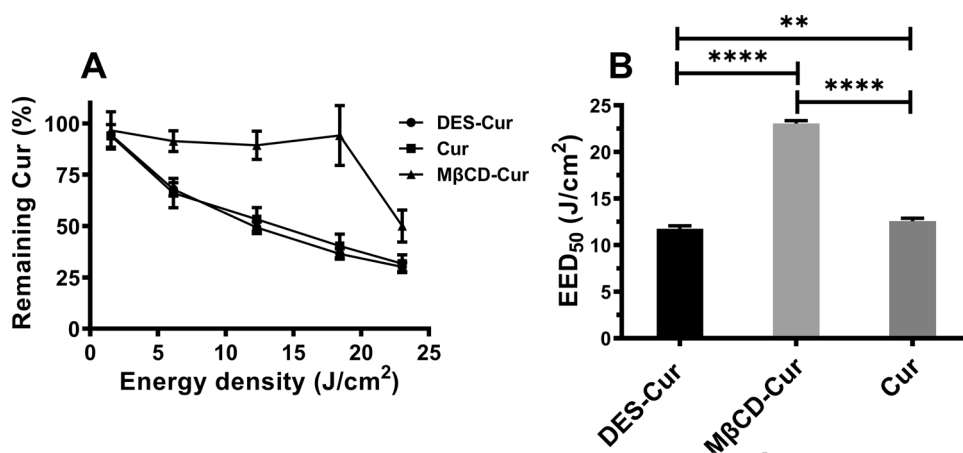 A
Remaining Cur (%)
100
75
50
25
0
0 5 10 15 20 25
Energy density (J/cm²)
DES-Cur
Cur
MβCD-Cur
B
**
**** ****
EED₅₀ (J/cm²)
25
20
15
10
5
0
DES-Cur
MβCD-Cur
Cur